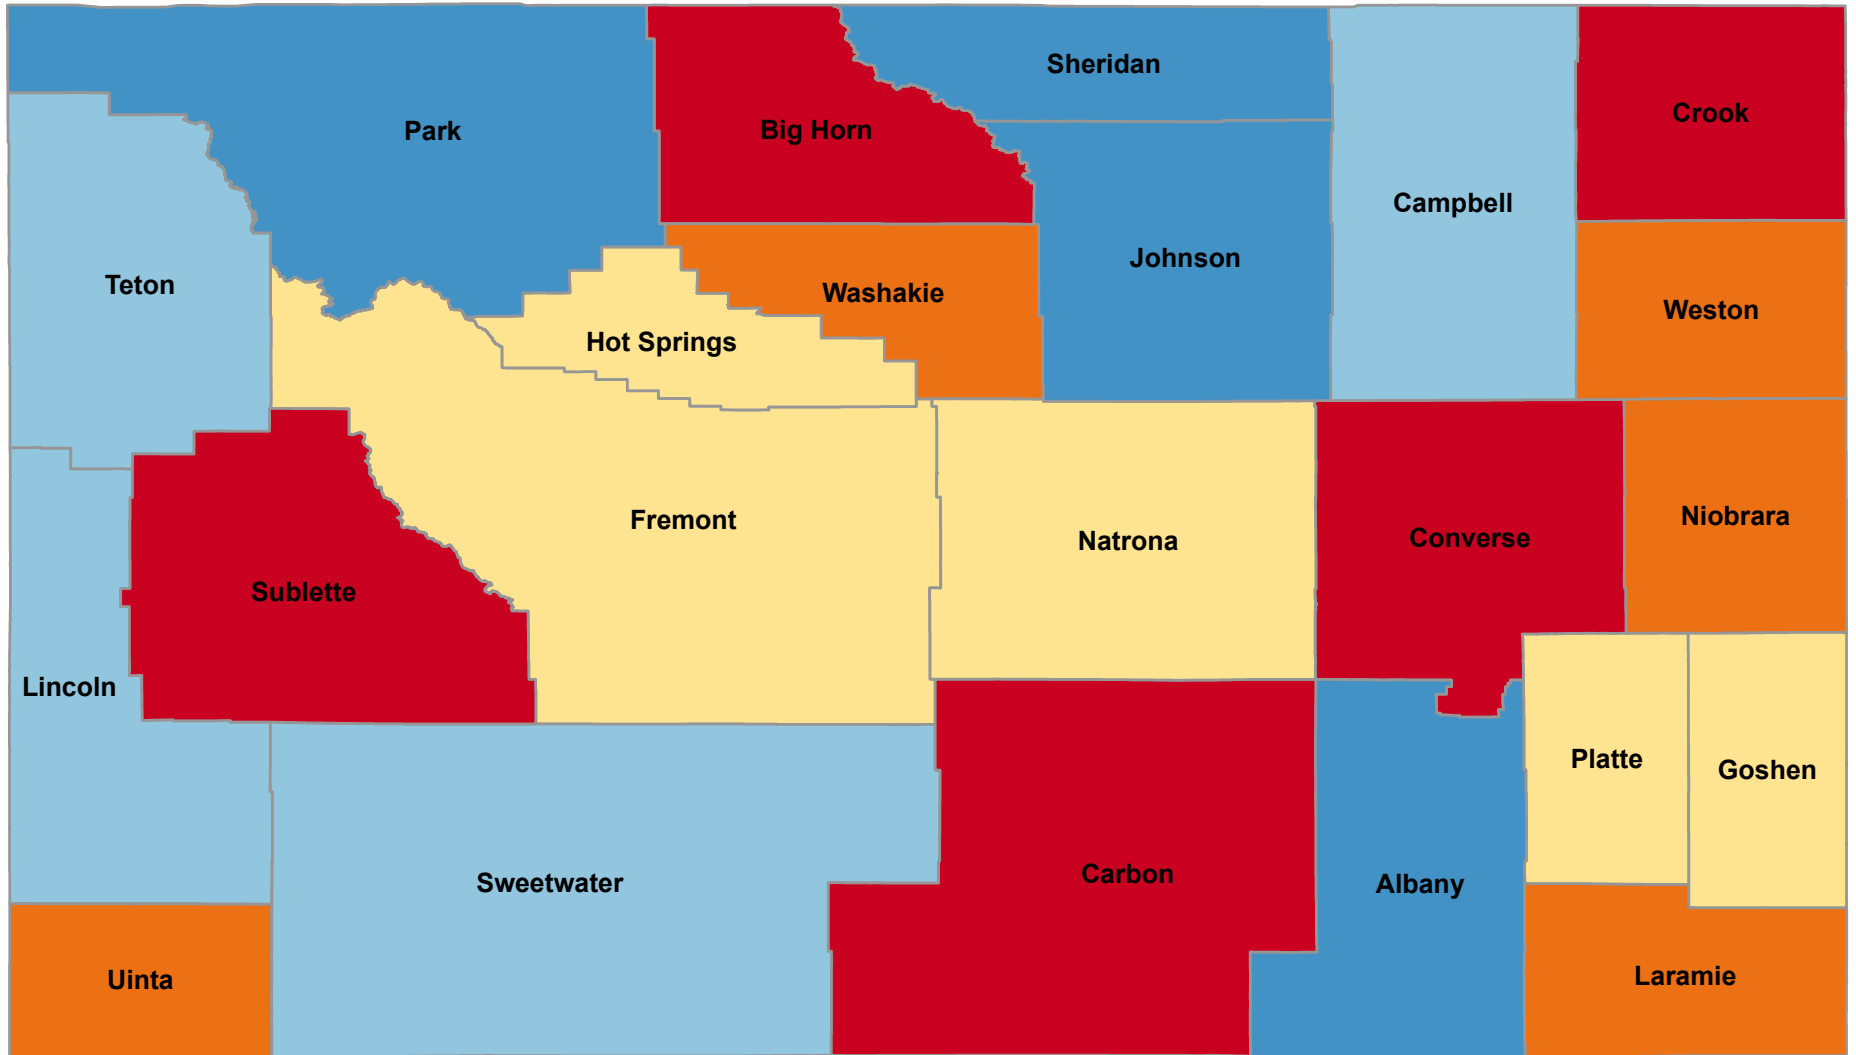 Sheridan
Crook
Park
Big Horn
Campbell
Johnson
Teton
Washakie
Weston
Hot Springs
Niobrara
Fremont
Converse
Natrona
Sublette
Lincoln
Platte
Goshen
Carbon
Sweetwater
Albany
Laramie
Uinta